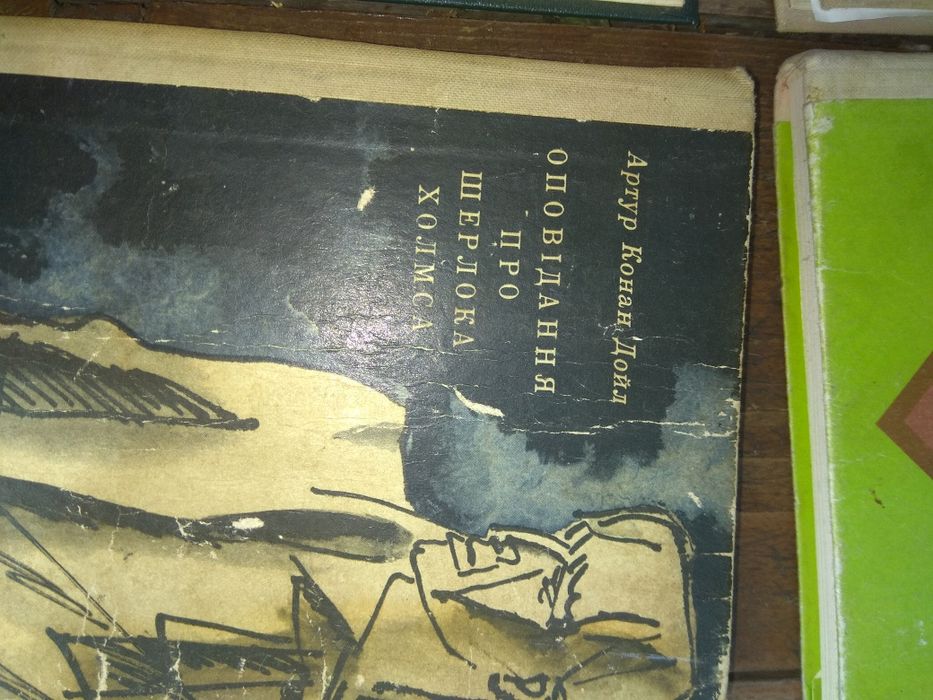 Артур Конан Дойл
ОПОВІДАННЯ
ПРО
ШЕРЛОКА
ХОЛМСА